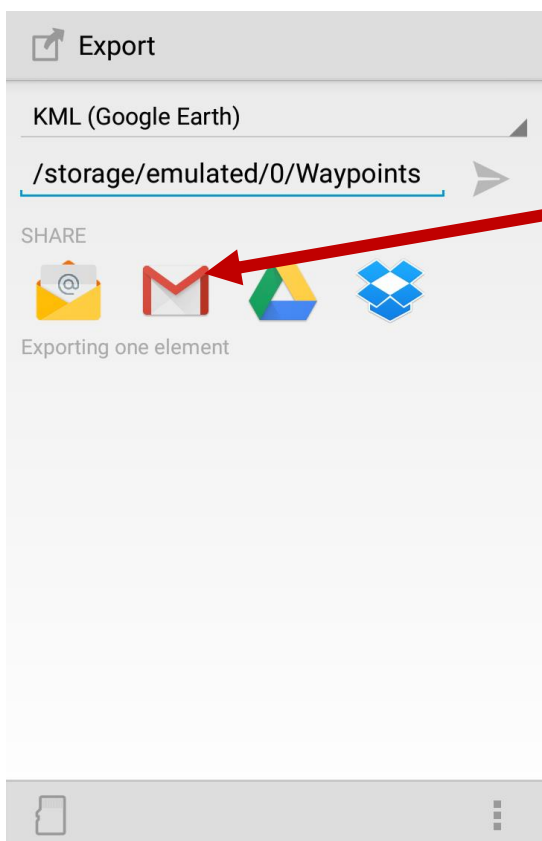 Export
KML (Google Earth)
/storage/emulated/0/Waypoints
SHARE
@
Exporting one element